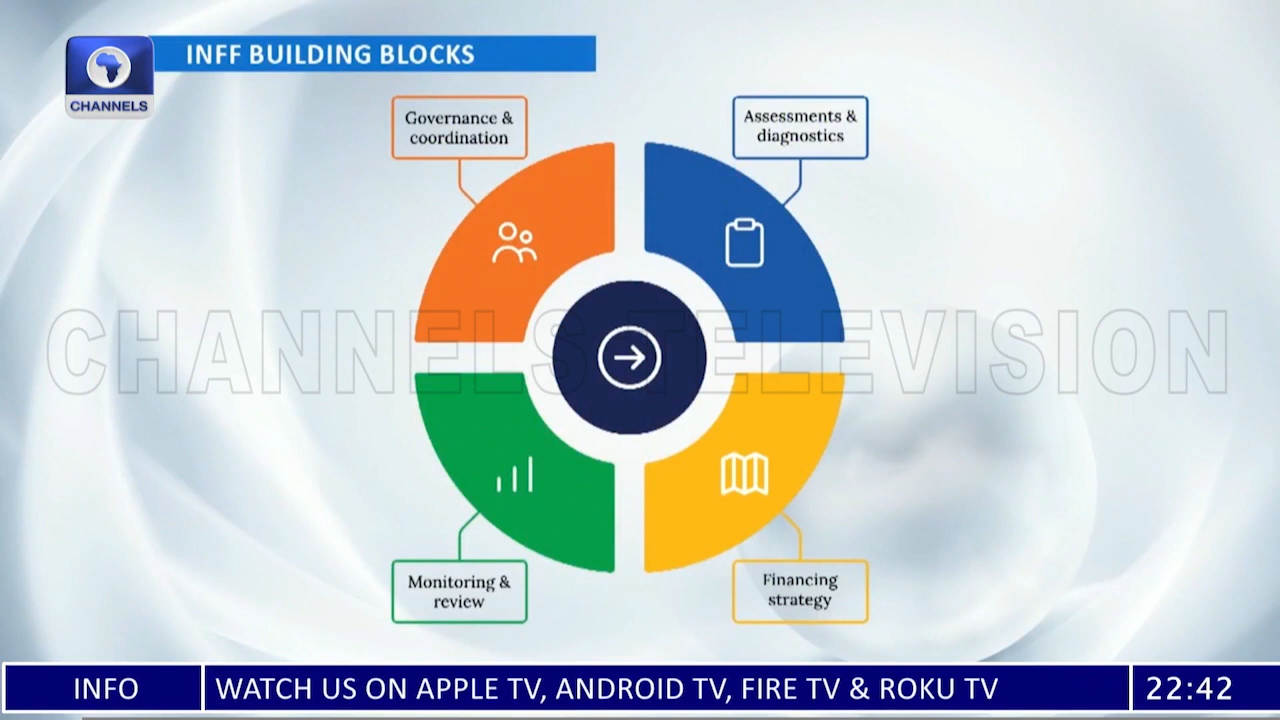 INFF BUILDING BLOCKS
CHANNELS
Governance &
coordination
Assessments &
diagnostics
CHANNELS TELEVISION
Monitoring &
review
Financing
strategy
INFO
WATCH US ON APPLE TV, ANDROID TV, FIRE TV & ROKU TV
22:42